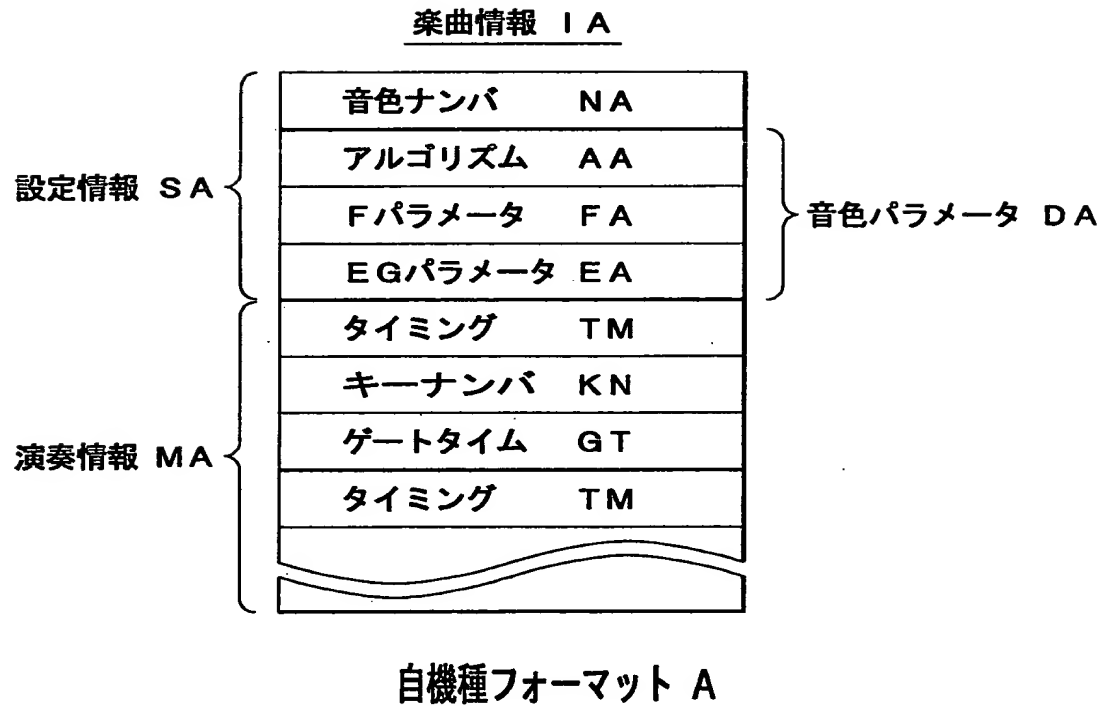 楽曲情報 ＩＡ
音色ナンバ ＮＡ
アルゴリズム ＡＡ
設定情報 ＳＡ
Ｆパラメータ ＦＡ
音色パラメータ ＤＡ
ＥＧパラメータ ＥＡ
タイミング ＴＭ
キーナンバ ＫＮ
ゲートタイム ＧＴ
演奏情報 ＭＡ
タイミング ＴＭ
自機種フォーマット Ａ